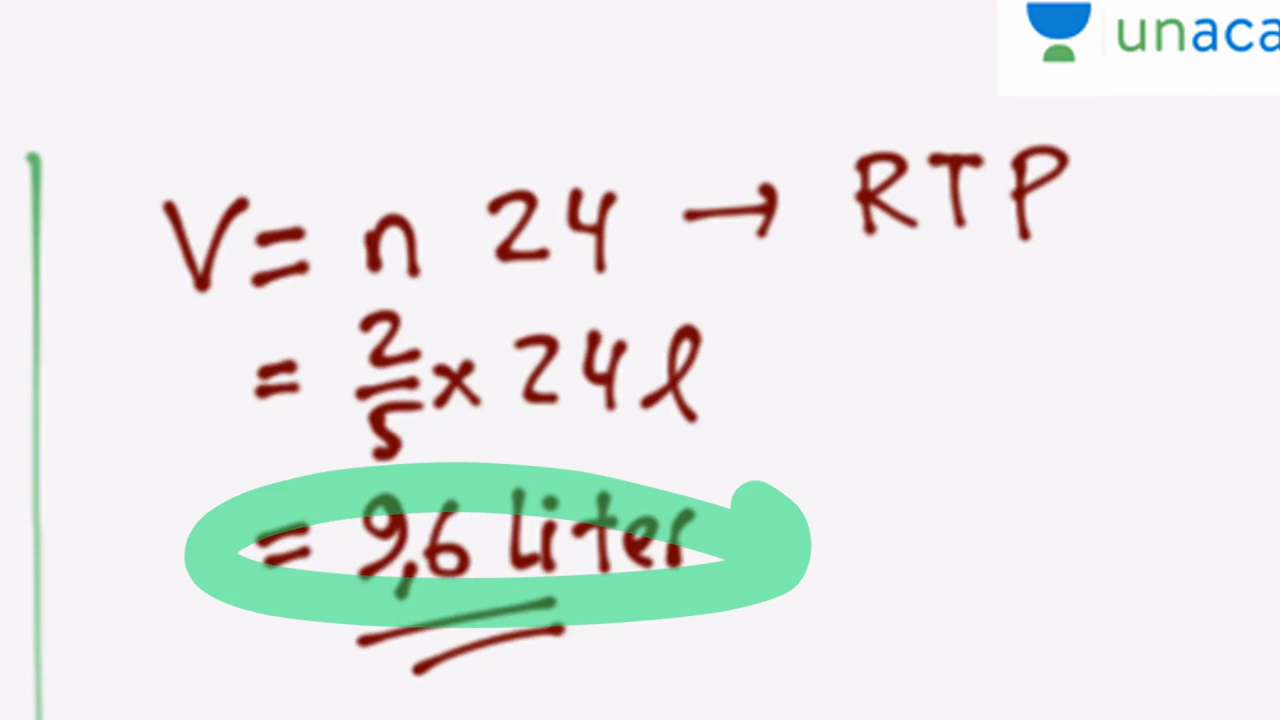 unaca
V = n 24 → RTP
= 2/5 x 24 l
= 9,6 liter